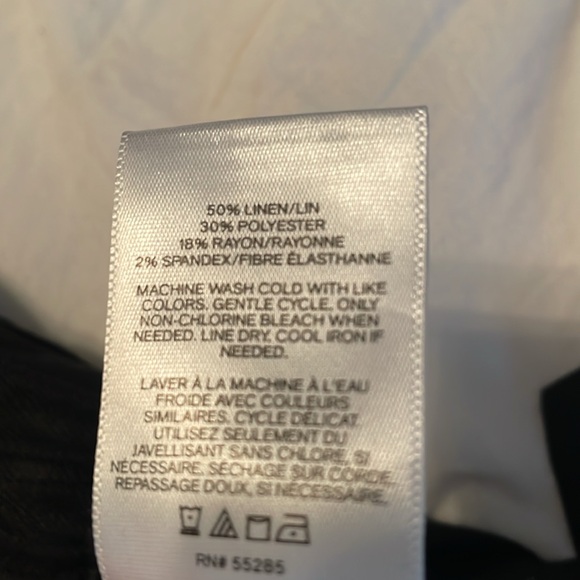 50% LINEN/LIN
30% POLYESTER
18% RAYON/RAYONNE
2% SPANDEX/FIBRE ÉLASTHANNE
MACHINE WASH COLD WITH LIKE
COLORS. GENTLE CYCLE. ONLY
NON-CHLORINE BLEACH WHEN
NEEDED. LINE DRY. COOL IRON IF
NEEDED.
LAVER À LA MACHINE À L'EAU
FROIDE AVEC COULEURS
SIMILAIRES. CYCLE DÉLICAT.
UTILISEZ SEULEMENT DU
JAVELLISANT SANS CHLORE, SI
NÉCESSAIRE. SÉCHAGE SUR CORDE.
REPASSAGE DOUX, SI NÉCESSAIRE.
RN# 55285